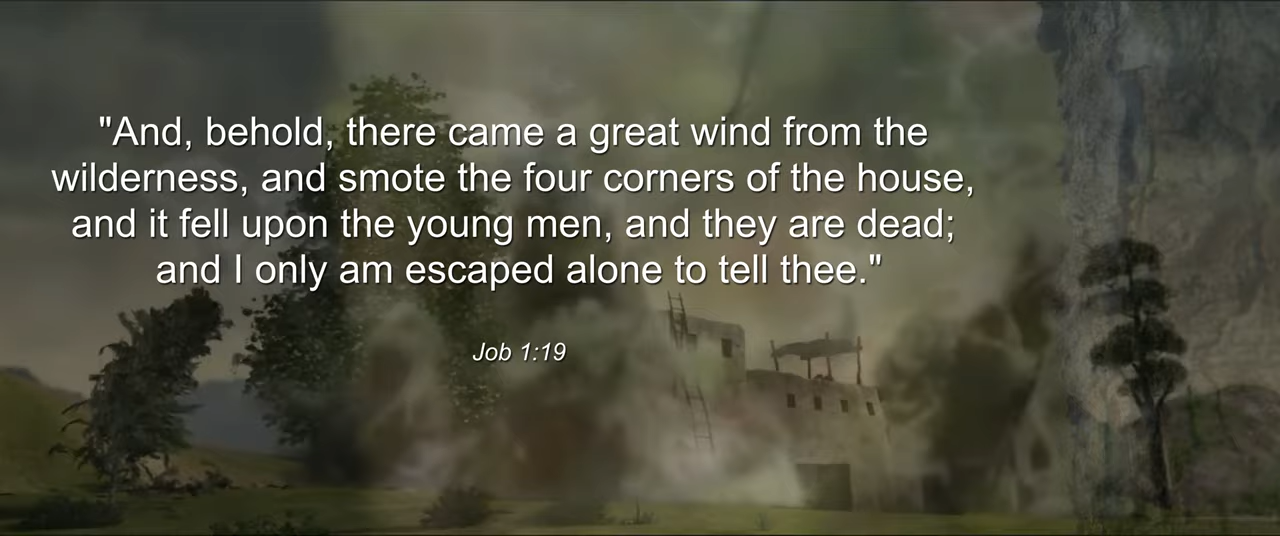 "And, behold, there came a great wind from the
wilderness, and smote the four corners of the house,
and it fell upon the young men, and they are dead;
and I only am escaped alone to tell thee."
Job 1:19